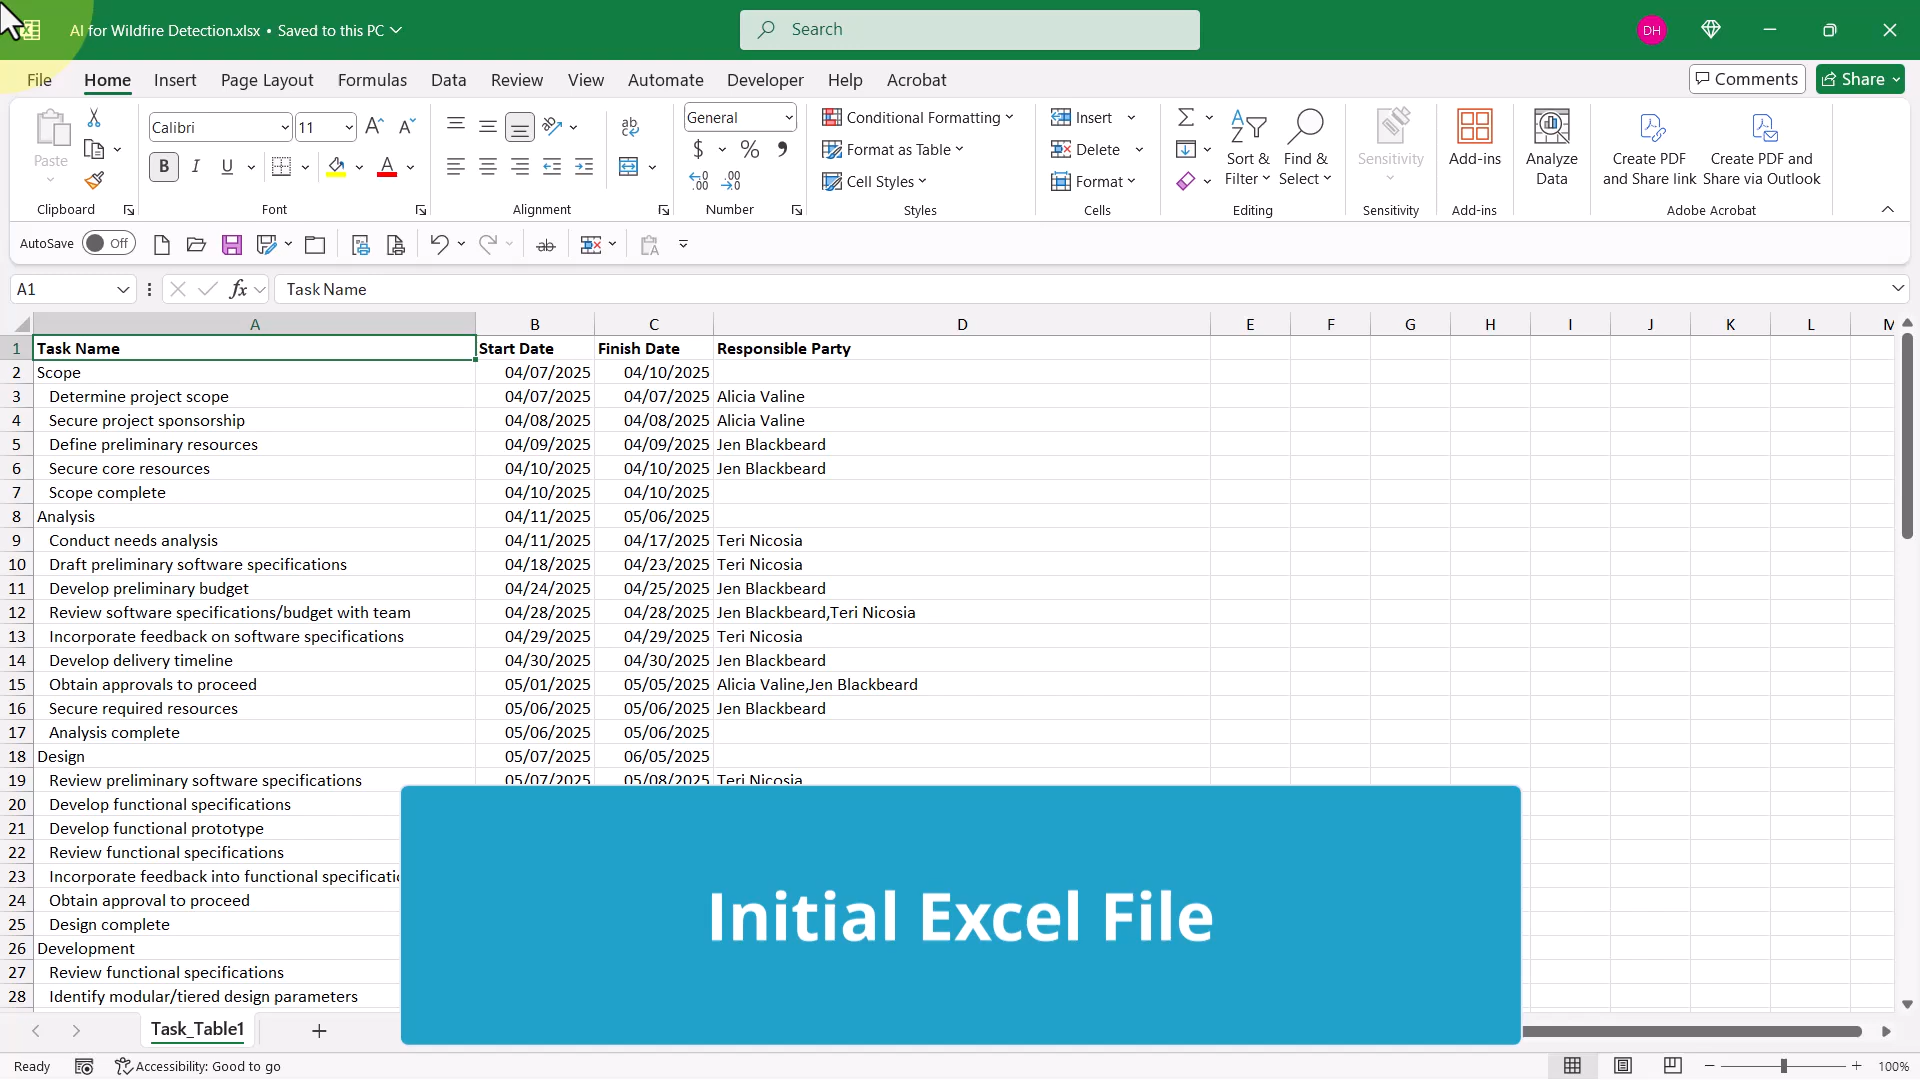 AI for Wildfire Detection.xlsx • Saved to this PC
Search
DH
File Home Insert Page Layout Formulas Data Review View Automate Developer Help Acrobat
Comments Share
Paste
Calibri 11
B I U
General
$ % 9
Conditional Formatting
Format as Table
Cell Styles
Insert
Delete
Format
Sort & Filter
Find & Select
Sensitivity
Add-ins
Analyze Data
Create PDF and Share link
Create PDF and Share via Outlook
Clipboard Font Alignment Number Styles Cells Editing Sensitivity Add-ins Adobe Acrobat
AutoSave Off
A1 fx Task Name
A B C D E F G H I J K L M
1 Task Name Start Date Finish Date Responsible Party
2 Scope 04/07/2025 04/10/2025
3 Determine project scope 04/07/2025 04/07/2025 Alicia Valine
4 Secure project sponsorship 04/08/2025 04/08/2025 Alicia Valine
5 Define preliminary resources 04/09/2025 04/09/2025 Jen Blackbeard
6 Secure core resources 04/10/2025 04/10/2025 Jen Blackbeard
7 Scope complete 04/10/2025 04/10/2025
8 Analysis 04/11/2025 05/06/2025
9 Conduct needs analysis 04/11/2025 04/17/2025 Teri Nicosia
10 Draft preliminary software specifications 04/18/2025 04/23/2025 Teri Nicosia
11 Develop preliminary budget 04/24/2025 04/25/2025 Jen Blackbeard
12 Review software specifications/budget with team 04/28/2025 04/28/2025 Jen Blackbeard,Teri Nicosia
13 Incorporate feedback on software specifications 04/29/2025 04/29/2025 Teri Nicosia
14 Develop delivery timeline 04/30/2025 04/30/2025 Jen Blackbeard
15 Obtain approvals to proceed 05/01/2025 05/05/2025 Alicia Valine,Jen Blackbeard
16 Secure required resources 05/06/2025 05/06/2025 Jen Blackbeard
17 Analysis complete 05/06/2025 05/06/2025
18 Design 05/07/2025 06/05/2025
19 Review preliminary software specifications 05/07/2025 05/08/2025 Teri Nicosia
20 Develop functional specifications
21 Develop functional prototype
22 Review functional specifications
23 Incorporate feedback into functional
24 Obtain approval to proceed
25 Design complete
26 Development
27 Review functional specifications
28 Identify modular/tiered design parameters
Initial Excel File
Task_Table1
Ready Accessibility: Good to go 100%